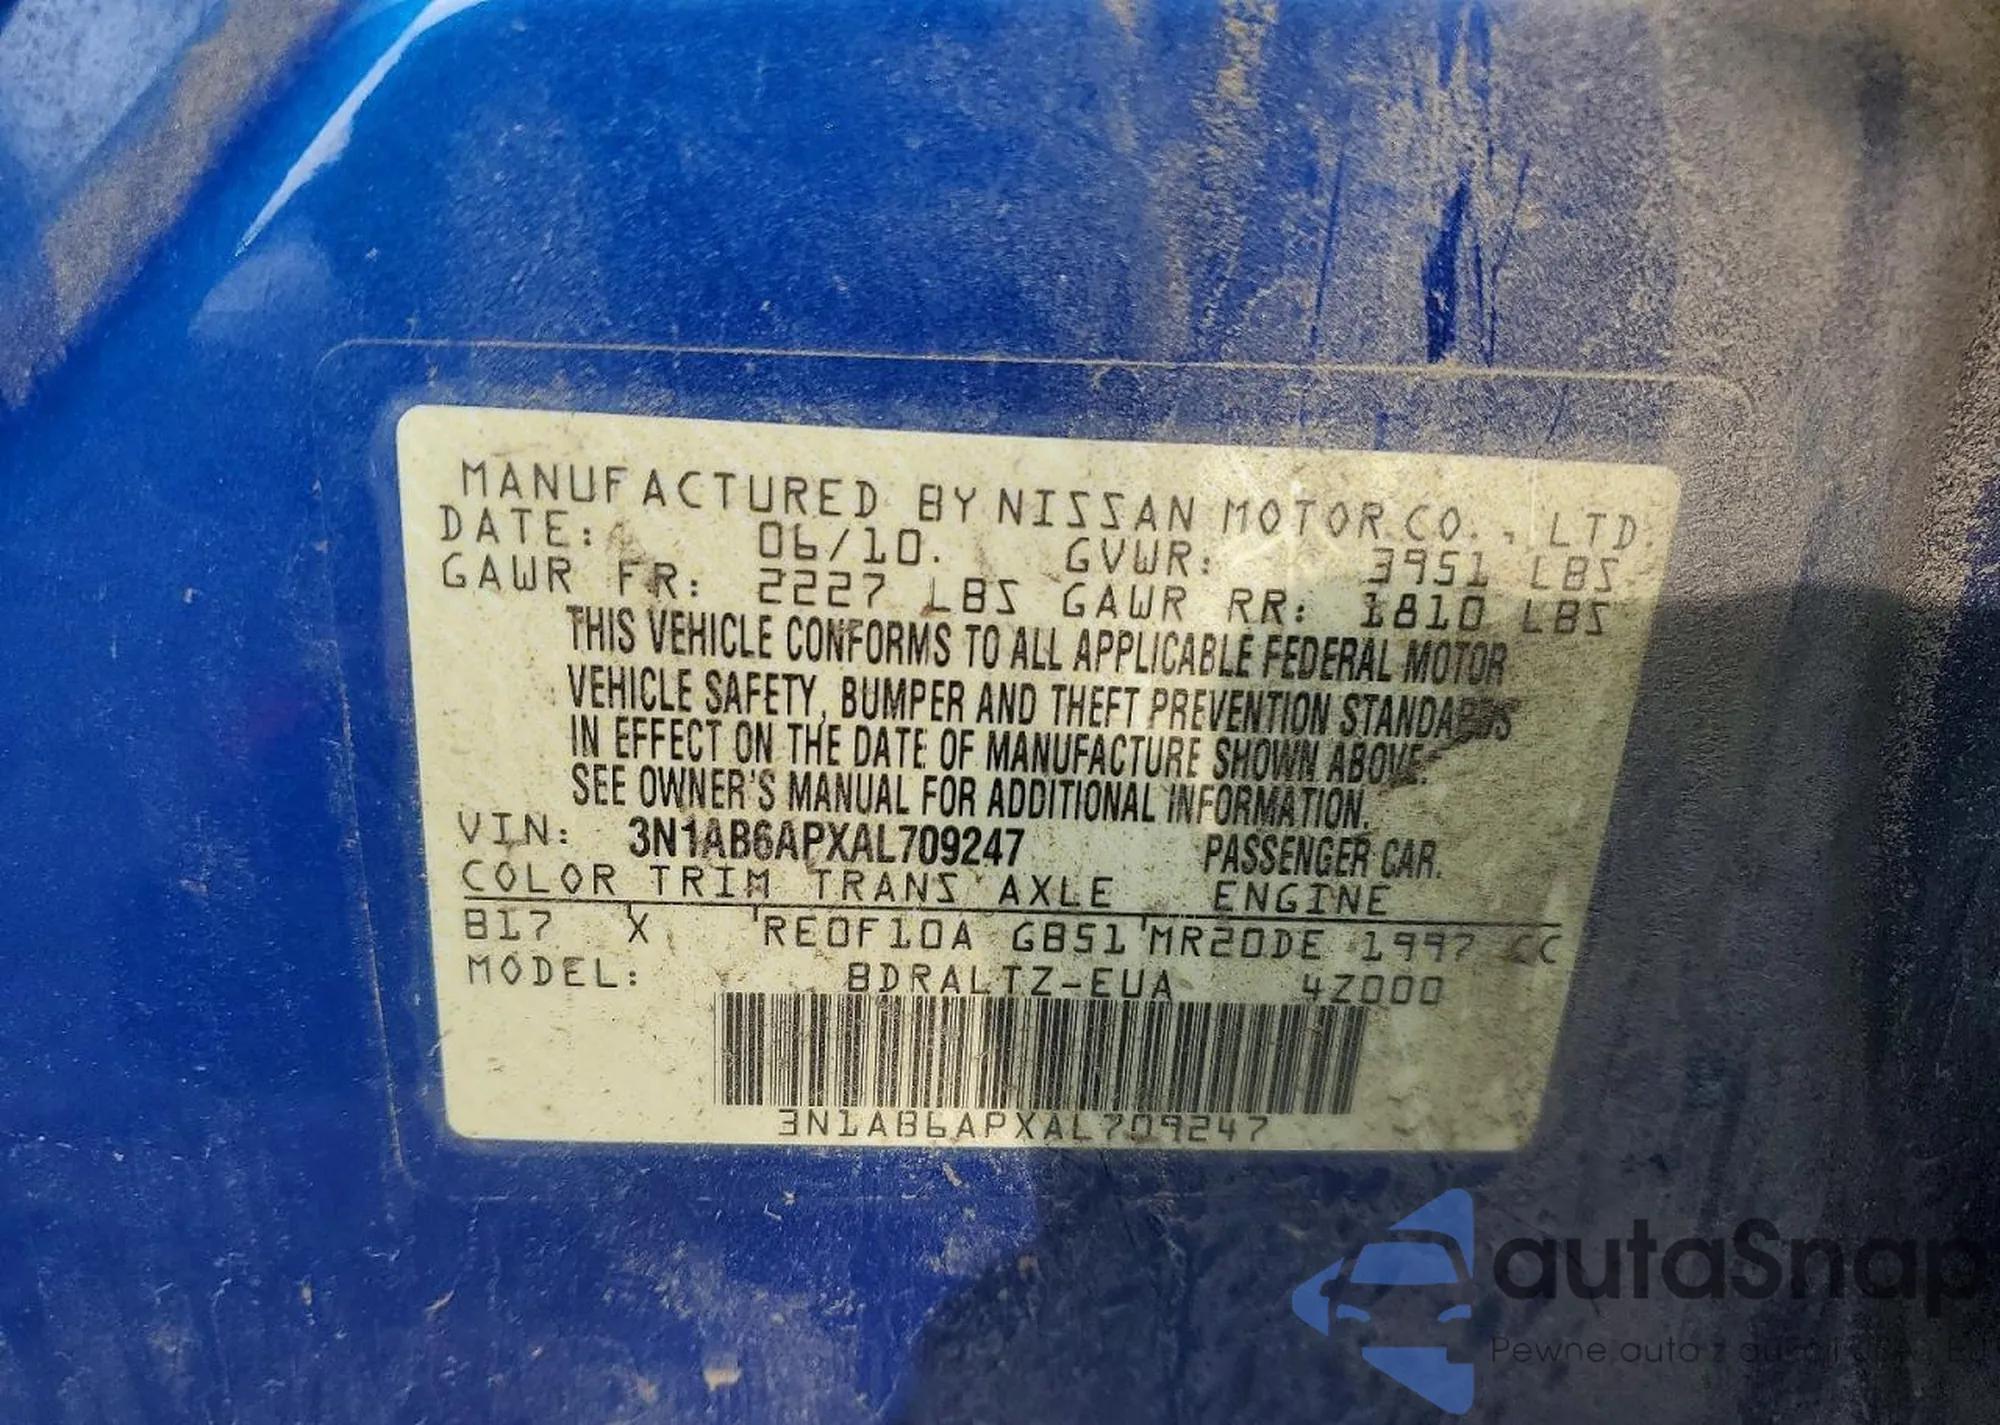 MANUFACTURED BY NISSAN MOTOR CO., LTD.
DATE: 06/10. GVWR: 3951 LBS
GAWR FR: 2227 LBS GAWR RR: 1810 LBS
THIS VEHICLE CONFORMS TO ALL APPLICABLE FEDERAL MOTOR
VEHICLE SAFETY, BUMPER AND THEFT PREVENTION STANDARDS
IN EFFECT ON THE DATE OF MANUFACTURE SHOWN ABOVE.
SEE OWNER'S MANUAL FOR ADDITIONAL INFORMATION.
VIN: 3N1AB6APXAL709247 PASSENGER CAR.
COLOR TRIM TRANS AXLE ENGINE
B17 X RE0F10A GB51 MR20DE 1997 CC
MODEL: BDRALTZ-EUA 4Z000
3N1AB6APXAL709247
autaSnap
Pewne auta z aukcji